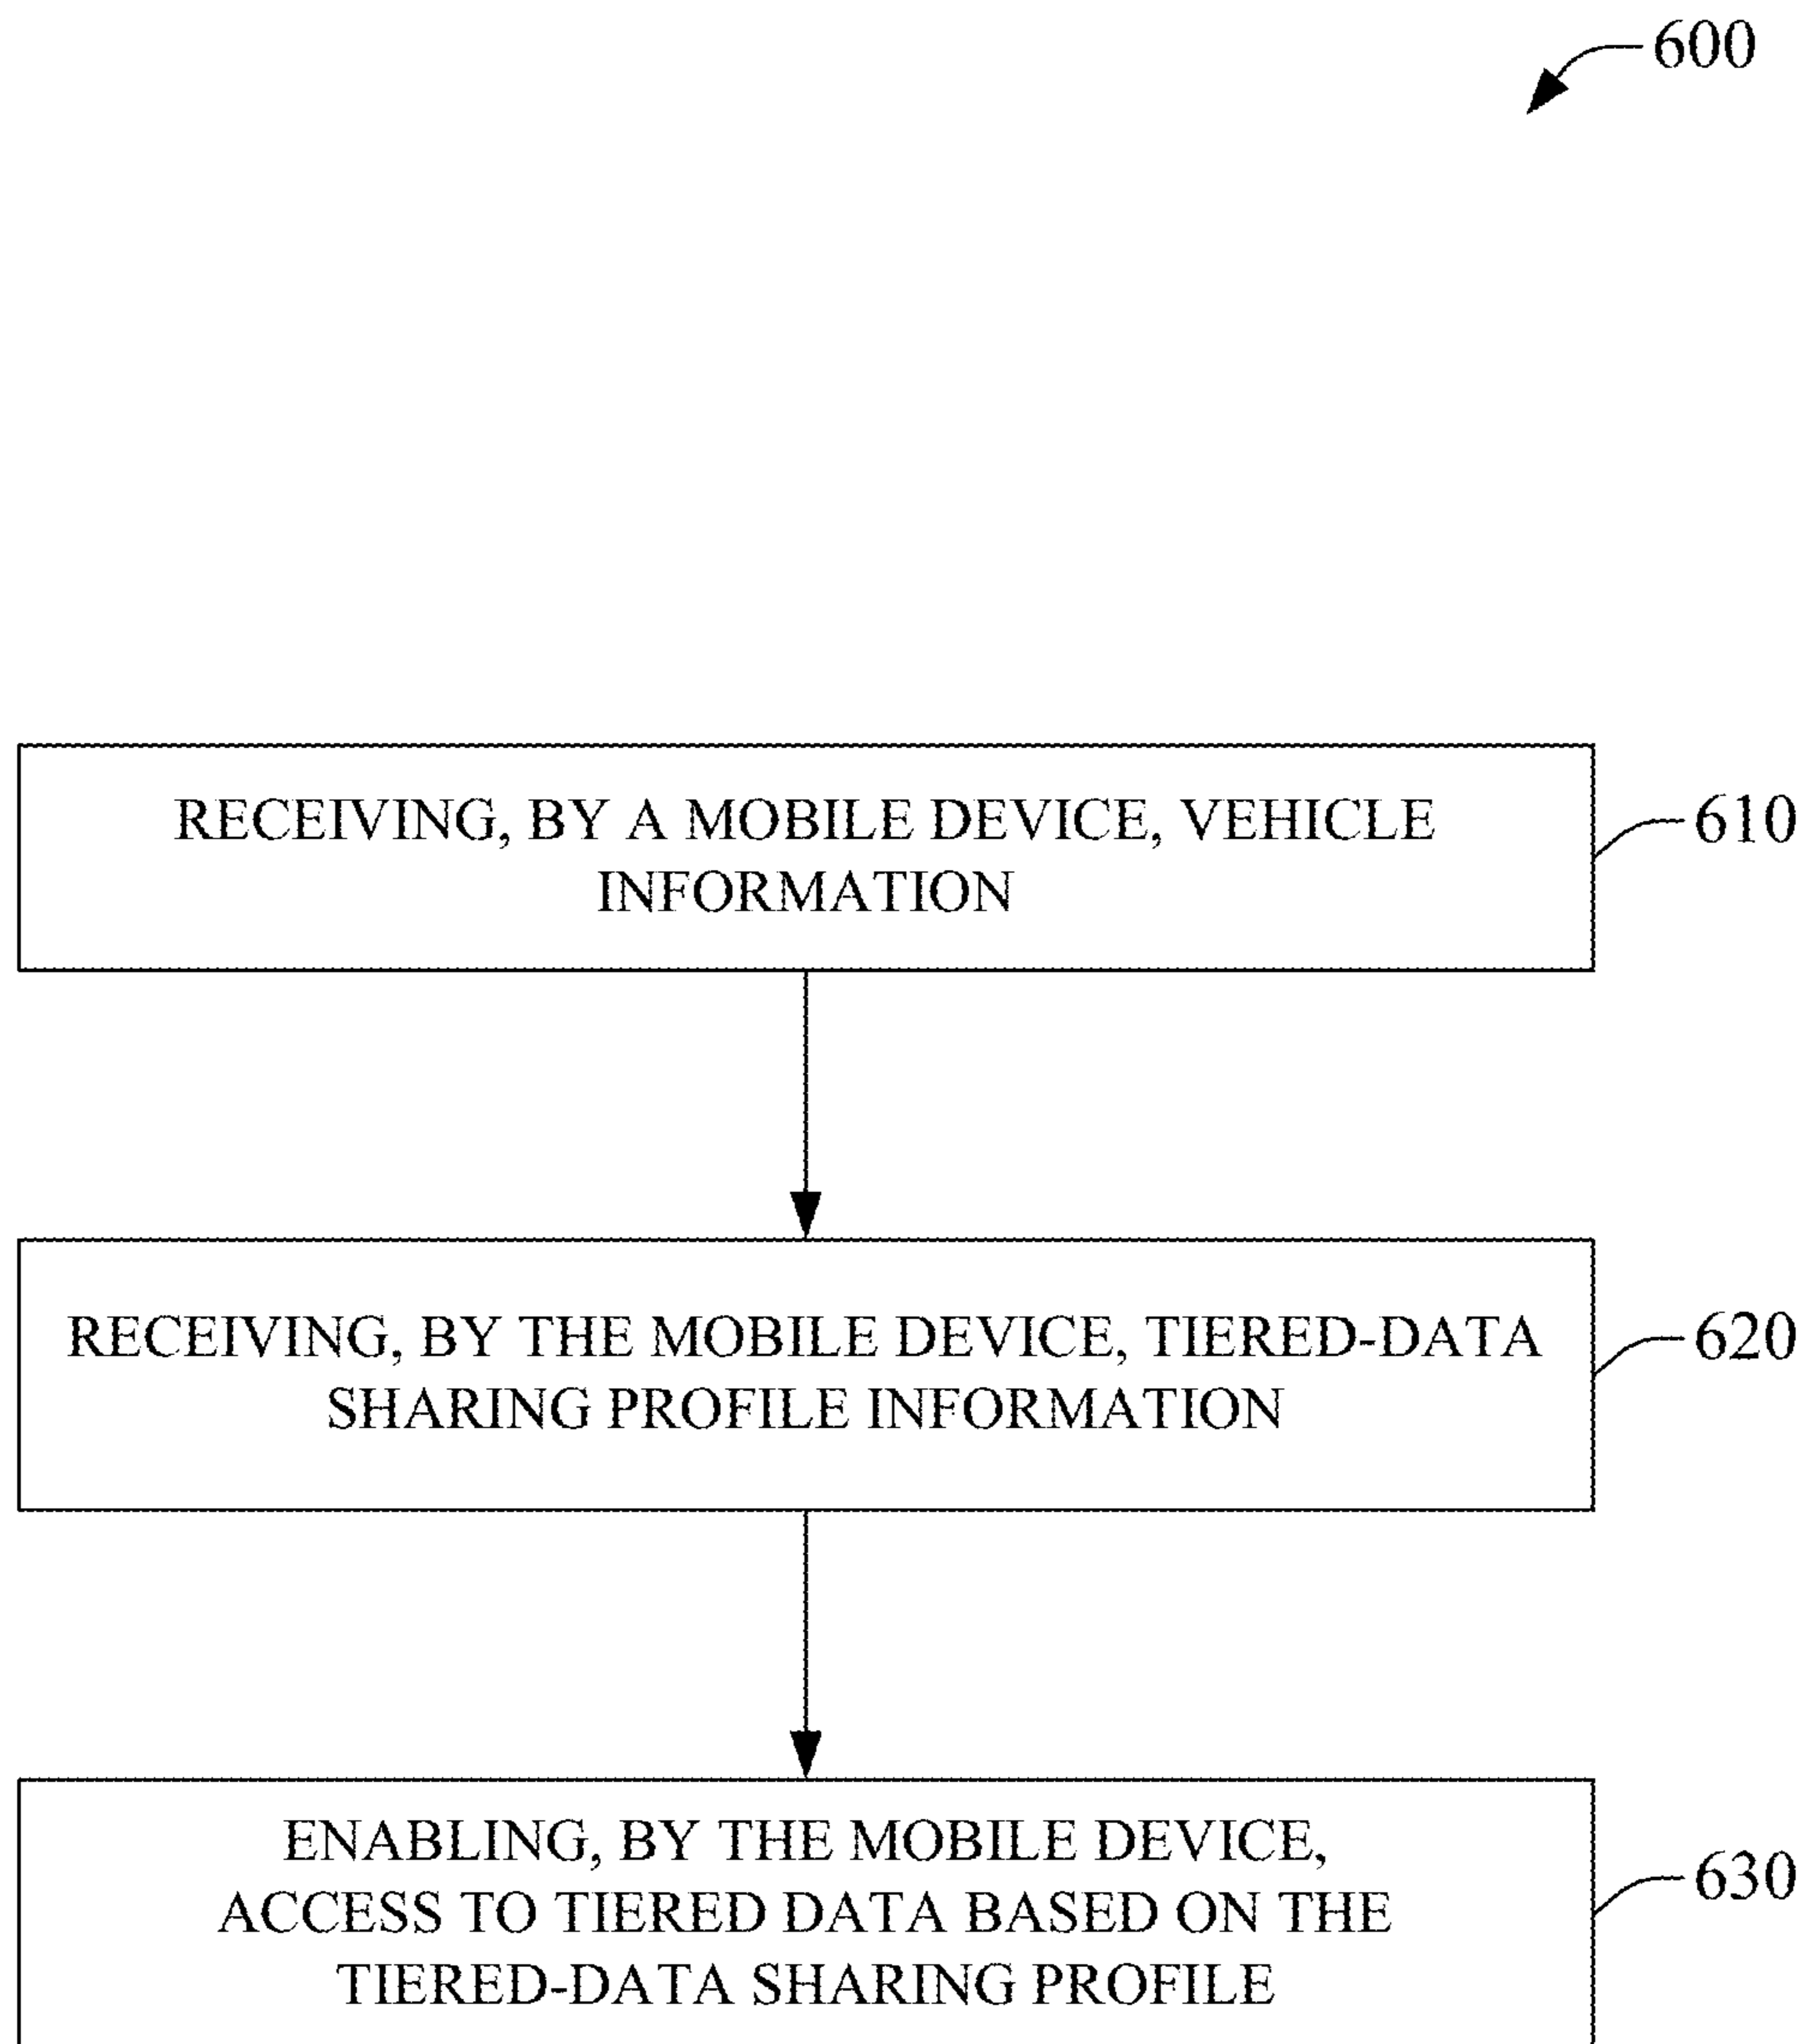 600
RECEIVING, BY A MOBILE DEVICE, VEHICLE
INFORMATION
610
RECEIVING, BY THE MOBILE DEVICE, TIERED-DATA
SHARING PROFILE INFORMATION
620
ENABLING, BY THE MOBILE DEVICE,
ACCESS TO TIERED DATA BASED ON THE
TIERED-DATA SHARING PROFILE
630